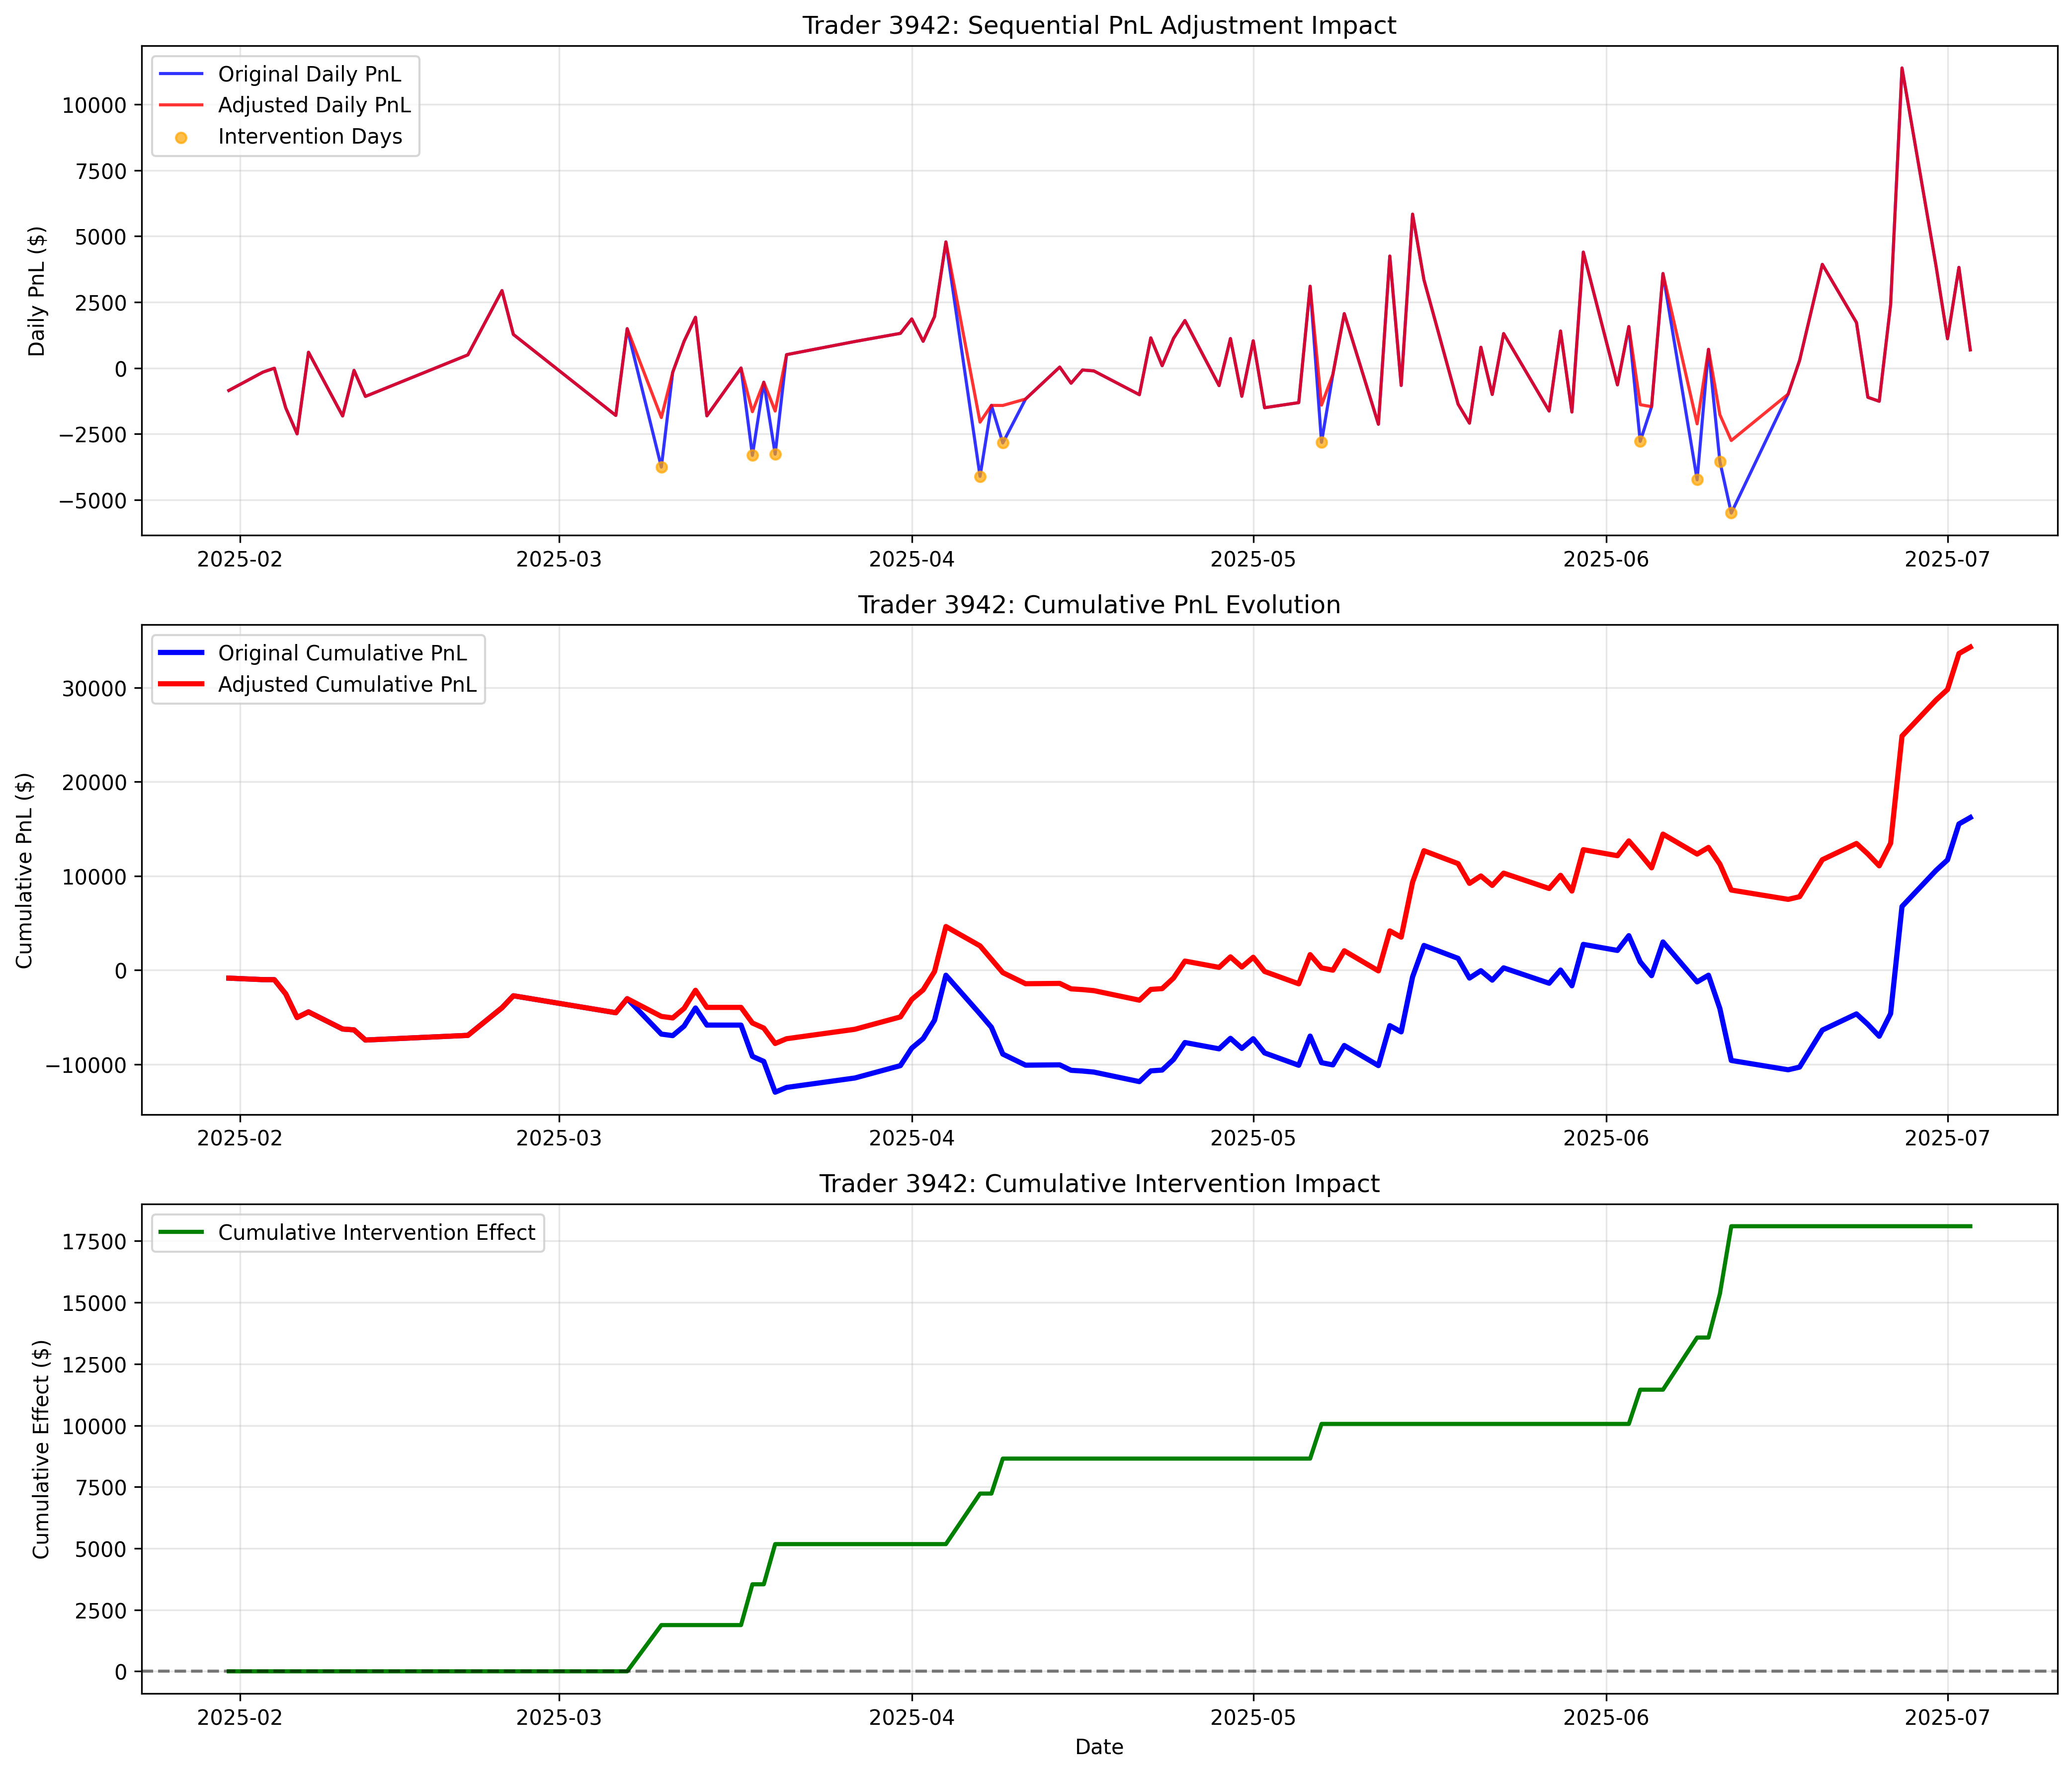 Trader 3942: Sequential PnL Adjustment Impact
Original Daily PnL
Adjusted Daily PnL
Intervention Days
Daily PnL ($)
10000
7500
5000
2500
0
−2500
−5000
2025-02 2025-03 2025-04 2025-05 2025-06 2025-07
Trader 3942: Cumulative PnL Evolution
Original Cumulative PnL
Adjusted Cumulative PnL
Cumulative PnL ($)
30000
20000
10000
0
−10000
2025-02 2025-03 2025-04 2025-05 2025-06 2025-07
Trader 3942: Cumulative Intervention Impact
Cumulative Intervention Effect
Cumulative Effect ($)
17500
15000
12500
10000
7500
5000
2500
0
2025-02 2025-03 2025-04 2025-05 2025-06 2025-07
Date